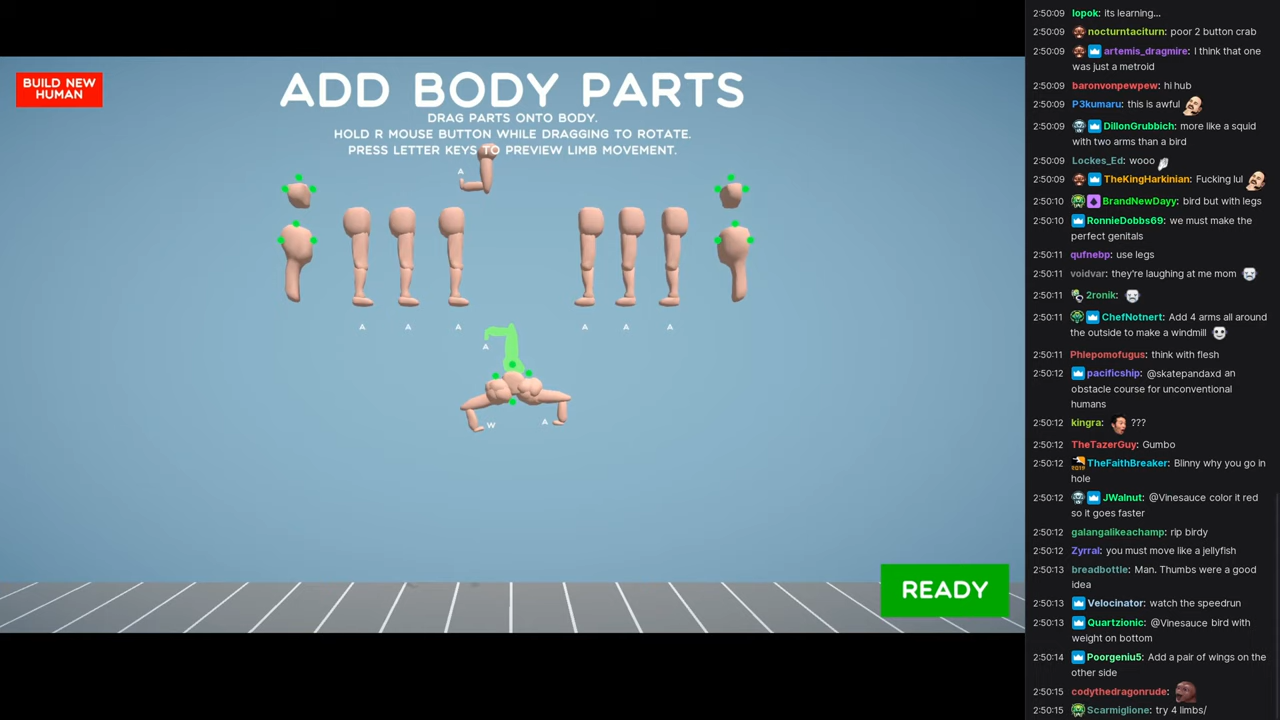 BUILD NEW
HUMAN
ADD BODY PARTS
DRAG PARTS ONTO BODY.
HOLD R MOUSE BUTTON WHILE DRAGGING TO ROTATE.
PRESS LETTER KEYS TO PREVIEW LIMB MOVEMENT.
A
A A A A A A
A
W A
READY
2:50:09 lopok: its learning...
2:50:09 nocturntaciturn: poor 2 button crab
2:50:09 artemis_dragmire: I think that one
was just a metroid
2:50:09 baronvonpewpew: hi hub
2:50:09 P3kumaru: this is awful
2:50:09 DillonGrubbich: more like a squid
with two arms than a bird
2:50:09 Lockes_Ed: wooo
2:50:09 TheKingHarkinian: Fucking lul
2:50:10 BrandNewDayy: bird but with legs
2:50:10 RonnieDobbs69: we must make the
perfect genitals
2:50:11 qufnebp: use legs
2:50:11 voidvar: they're laughing at me mom
2:50:11 2ronik:
2:50:11 ChefNotnert: Add 4 arms all around
the outside to make a windmill
2:50:11 Phlepomofugus: think with flesh
2:50:12 pacificship: @skatepandaxd an
obstacle course for unconventional
humans
2:50:12 kingra: ???
2:50:12 TheTazerGuy: Gumbo
2:50:12 TheFaithBreaker: Blinny why you go in
hole
2:50:12 JWalnut: @Vinesauce color it red
so it goes faster
2:50:12 galangalikeachamp: rip birdy
2:50:12 Zyrral: you must move like a jellyfish
2:50:13 breadbottle: Man. Thumbs were a good
idea
2:50:13 Velocinator: watch the speedrun
2:50:13 Quartzionic: @Vinesauce bird with
weight on bottom
2:50:14 Poorgeniu5: Add a pair of wings on the
other side
2:50:15 codythedragonrude:
2:50:15 Scarmiglione: try 4 limbs/